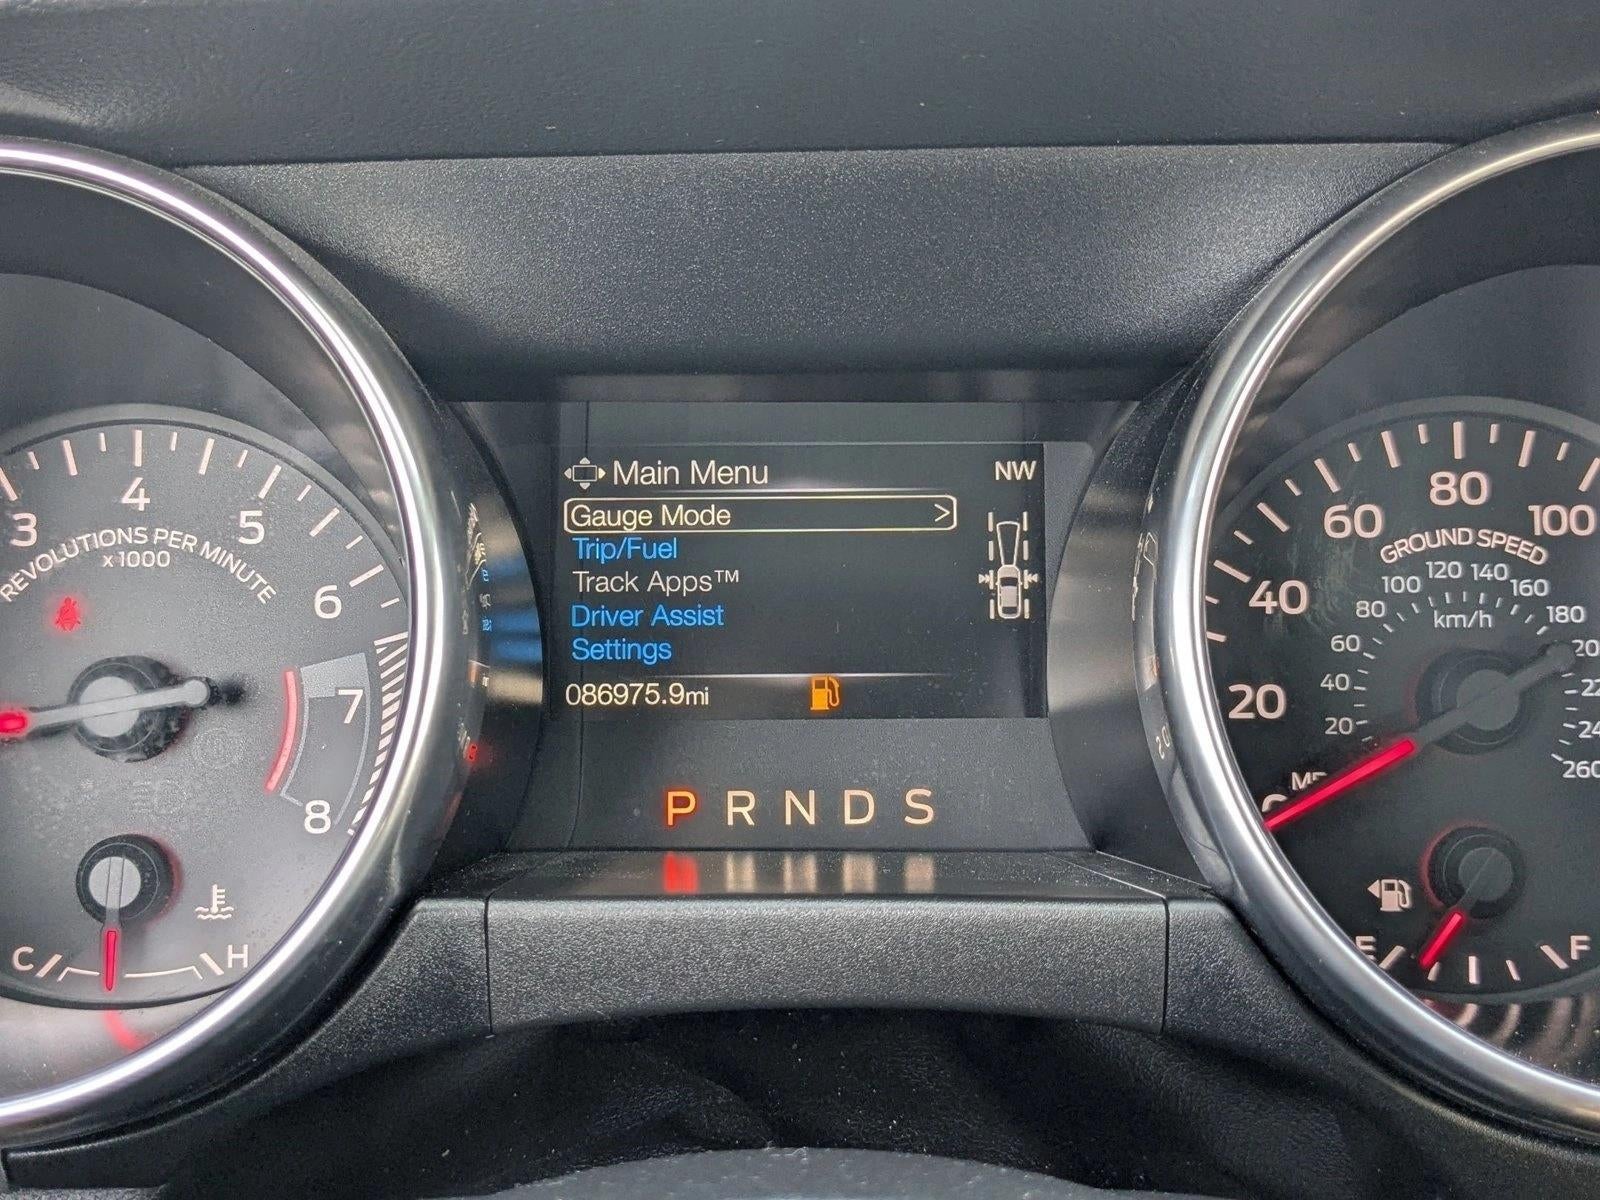 3
4
5
6
7
8
REVOLUTIONS PER MINUTE
x 1000
C
H
Main Menu
NW
Gauge Mode >
Trip/Fuel
Track Apps™
Driver Assist
Settings
086975.9mi
P R N D S
20
40
60
80
100
GROUND SPEED
20
40
60
80
100
120
140
160
180
km/h
260
E
F